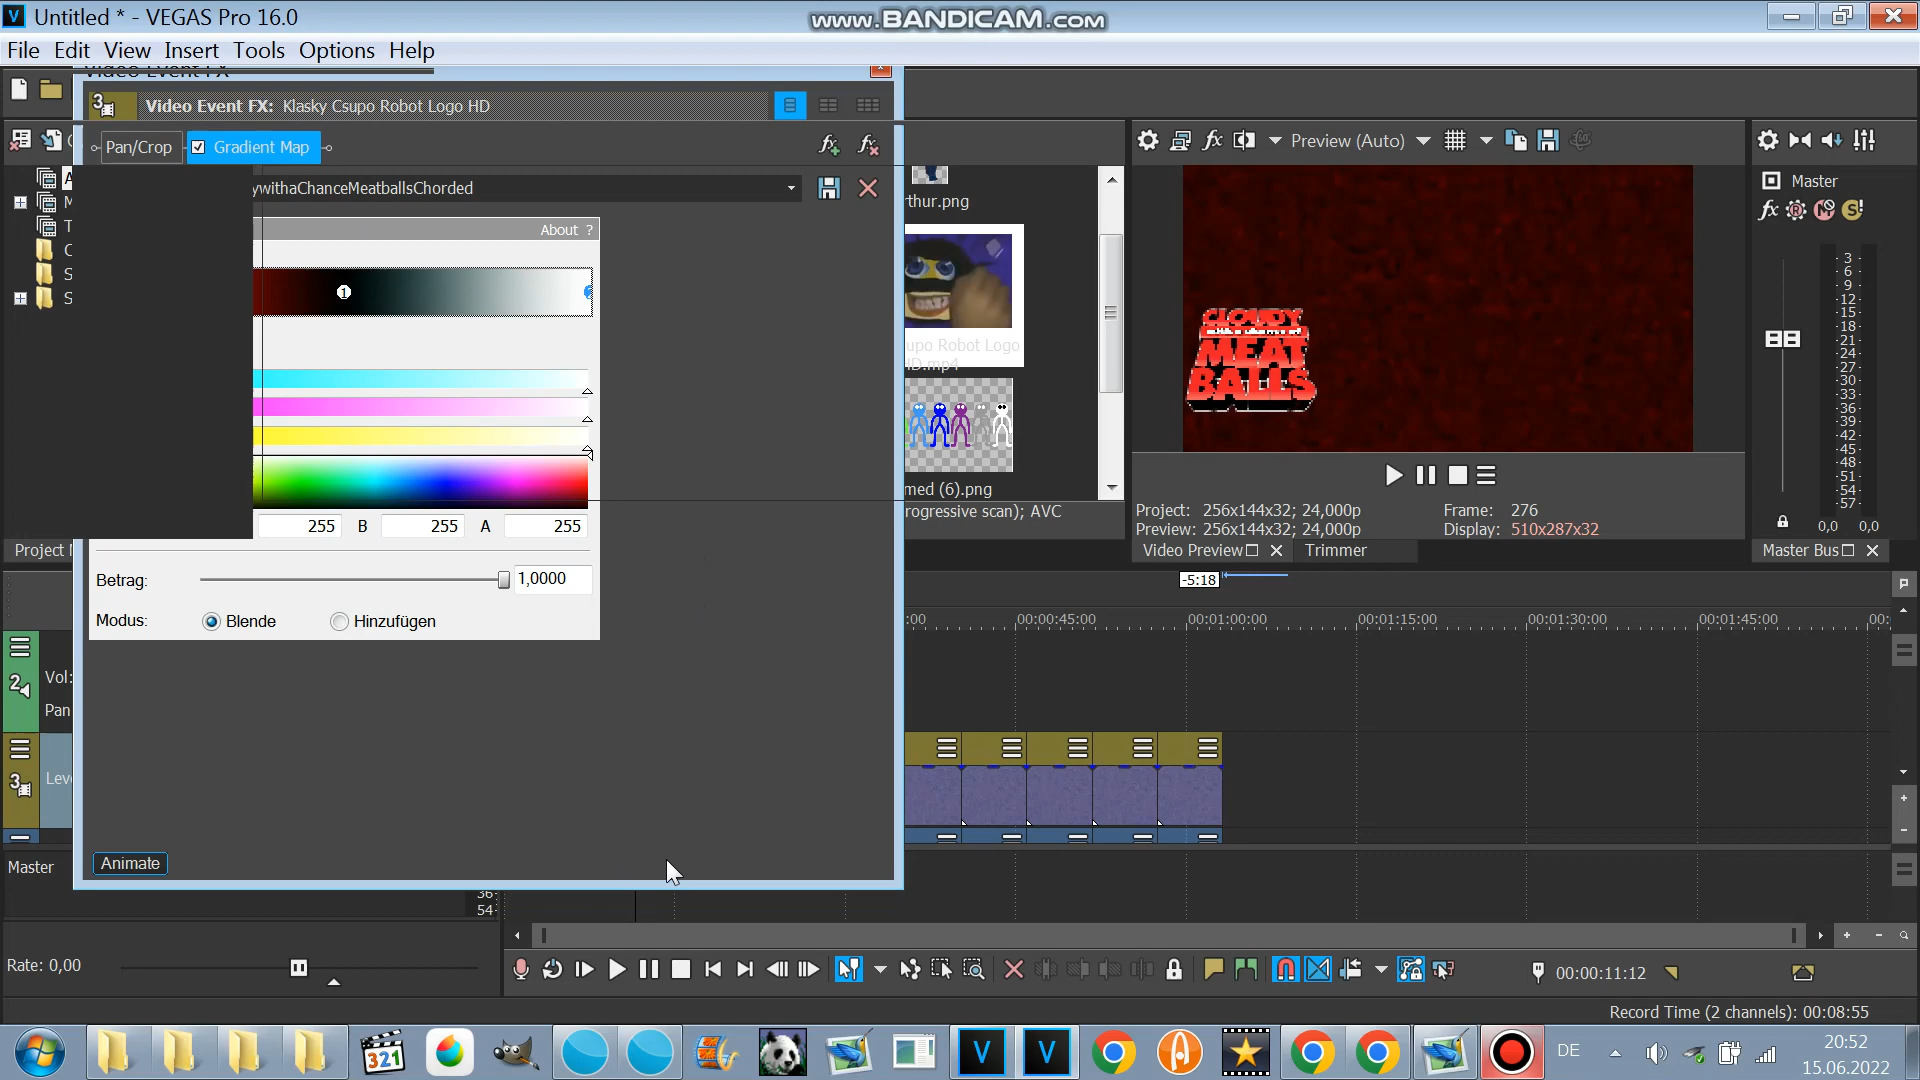 Untitled * - VEGAS Pro 16.0
www.BANDICAM.com
File Edit View Insert Tools Options Help
Video Event FX
Video Event FX: Klasky Csupo Robot Logo HD
Pan/Crop Gradient Map
ywithaChanceMeatballsChorded
About ?
1
255 B 255 A 255
Betrag: 1,0000
Modus: Blende Hinzufügen
Animate
Project M
thur.png
upo Robot Logo
HD.mp4
med (6).png
rogressive scan); AVC
Preview (Auto)
CLOUDY
MEAT
BALLS
Project: 256x144x32; 24,000p
Frame: 276
Preview: 256x144x32; 24,000p
Display: 510x287x32
Video Preview Trimmer
Master
3
6
9
12
15
18
21
24
27
30
33
36
39
42
45
48
51
54
57
0,0 0,0
Master Bus
-5:18
:00 00:00:45:00 00:01:00:00 00:01:15:00 00:01:30:00 00:01:45:00 00:
2
Vol:
Pan
3
Leve
Master
36
54
Rate: 0,00
00:00:11:12
Record Time (2 channels): 00:08:55
321
DE
20:52
15.06.2022